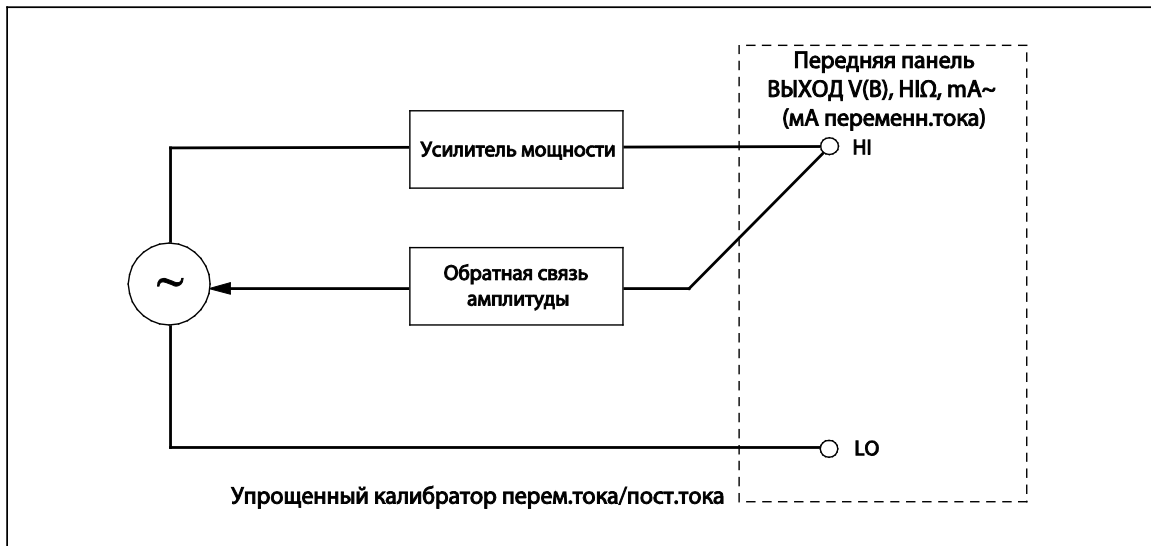 Передняя панель
ВЫХОД V(В), HIΩ, mA~
(мА переменн.тока)
Усилитель мощности
HI
Обратная связь
амплитуды
~
LO
Упрощенный калибратор перем.тока/пост.тока